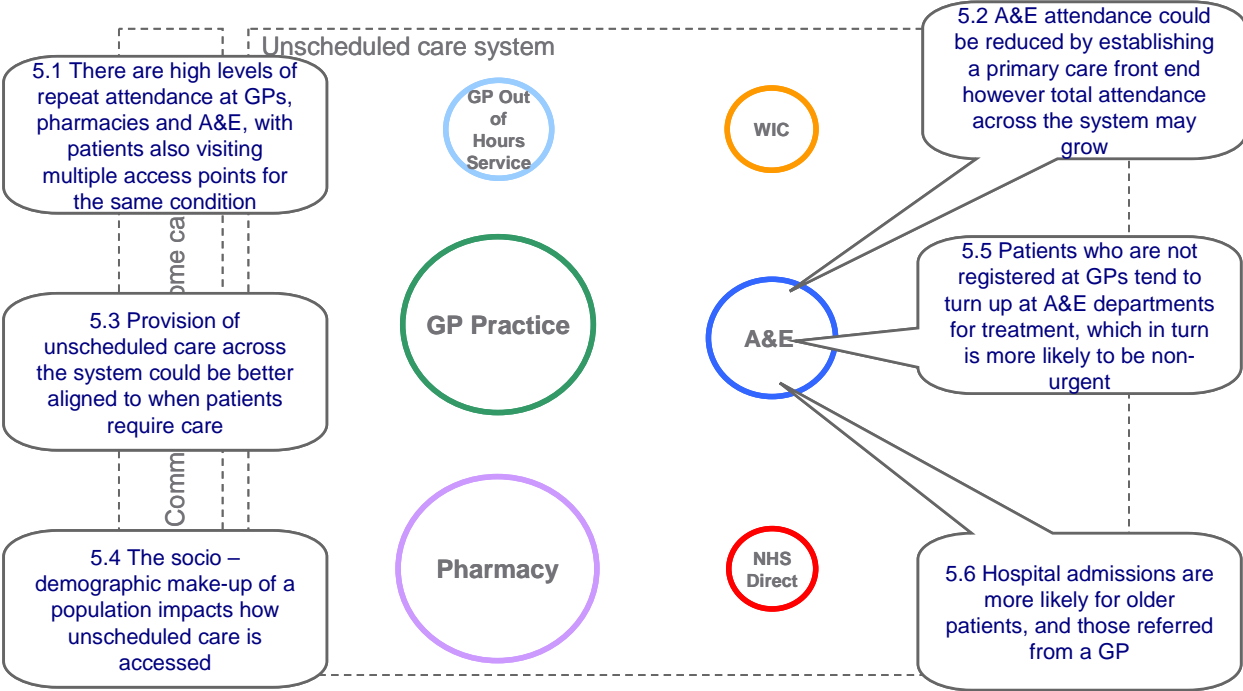 Unscheduled care system
5.1 There are high levels of
repeat attendance at GPs,
pharmacies and A&E, with
patients also visiting
multiple access points for
the same condition
5.3 Provision of
unscheduled care across
the system could be better
aligned to when patients
require care
5.4 The socio –
demographic make-up of a
population impacts how
unscheduled care is
accessed
GP Out
of
Hours
Service
WIC
GP Practice
A&E
Pharmacy
NHS
Direct
5.2 A&E attendance could
be reduced by establishing
a primary care front end
however total attendance
across the system may
grow
5.5 Patients who are not
registered at GPs tend to
turn up at A&E departments
for treatment, which in turn
is more likely to be non-
urgent
5.6 Hospital admissions are
more likely for older
patients, and those referred
from a GP